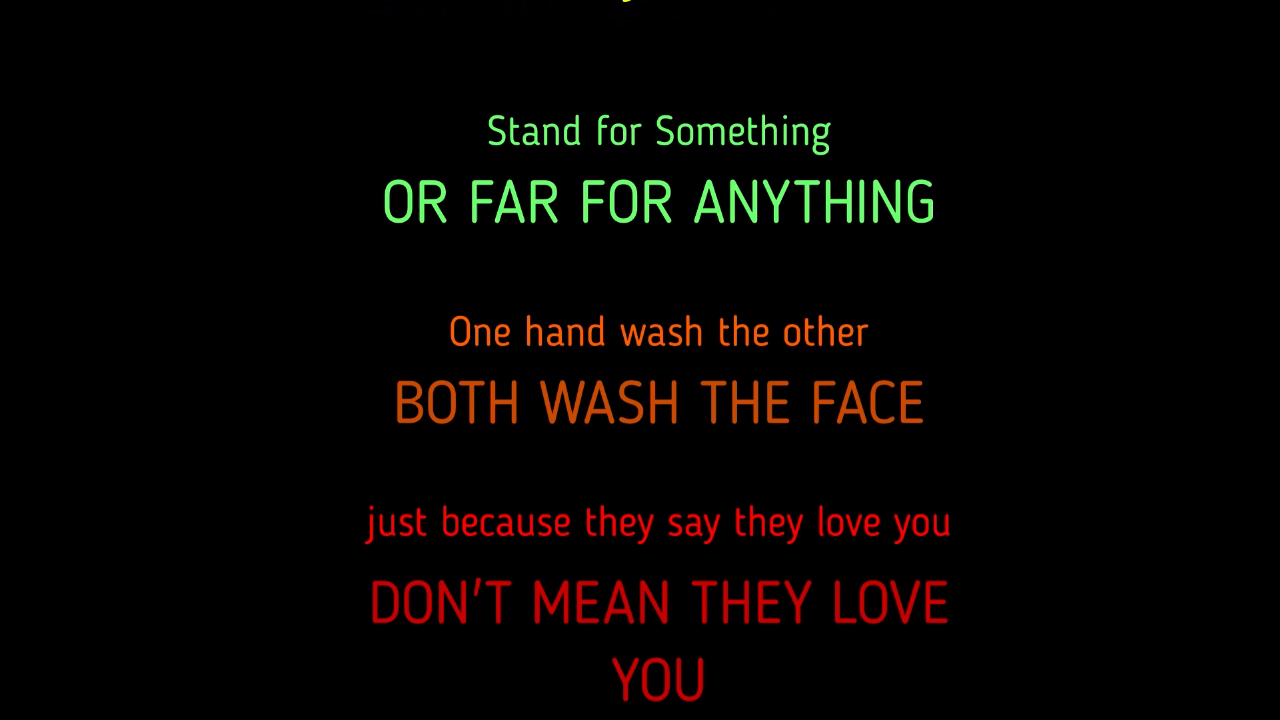 Stand for Something
OR FAR FOR ANYTHING
One hand wash the other
BOTH WASH THE FACE
just because they say they love you
DON'T MEAN THEY LOVE
YOU